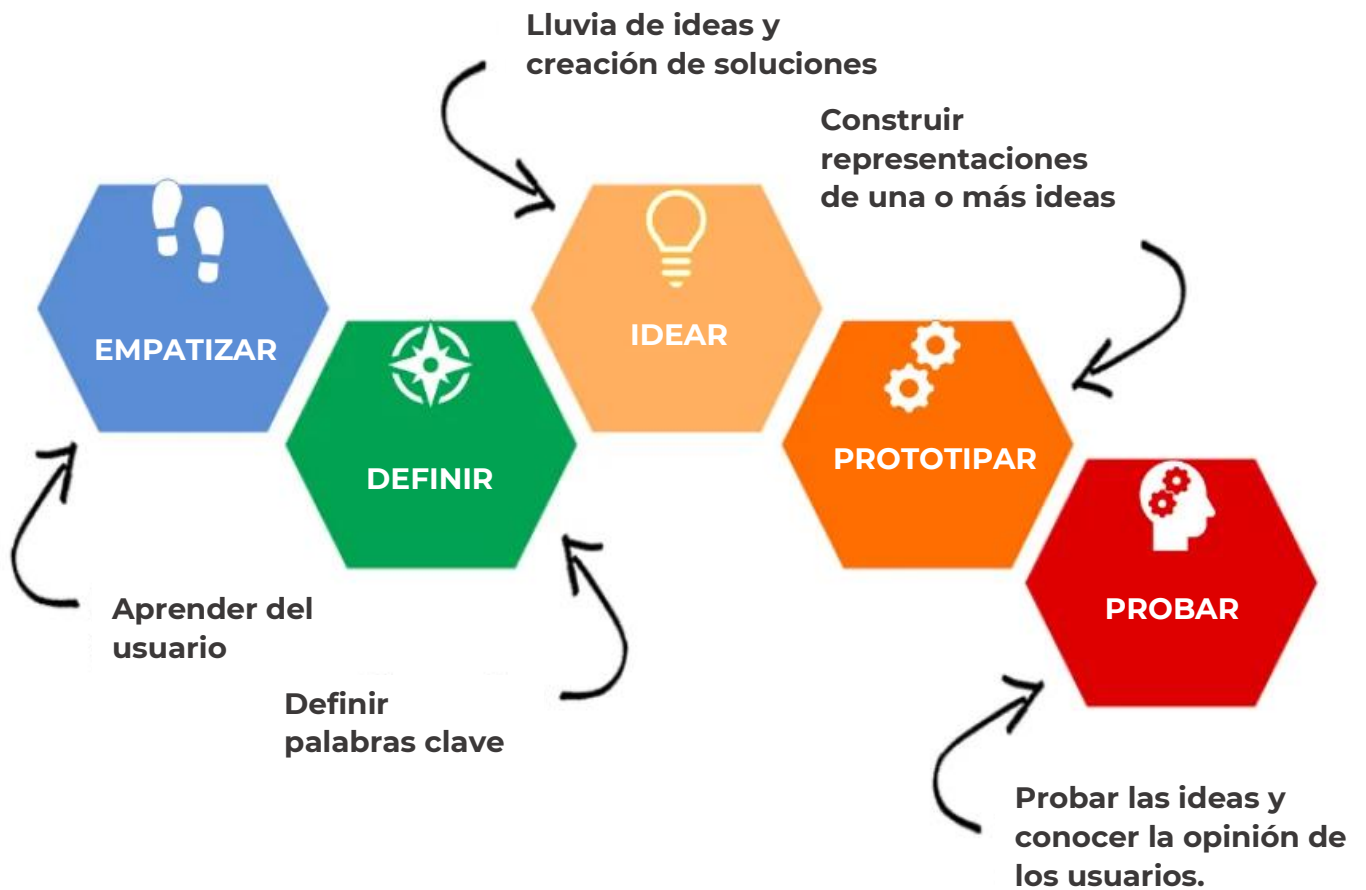 Lluvia de ideas y
creación de soluciones
Construir
representaciones
de una o más ideas
EMPATIZAR
IDEAR
DEFINIR
PROTOTIPAR
PROBAR
Aprender del
usuario
Definir
palabras clave
Probar las ideas y
conocer la opinión de
los usuarios.